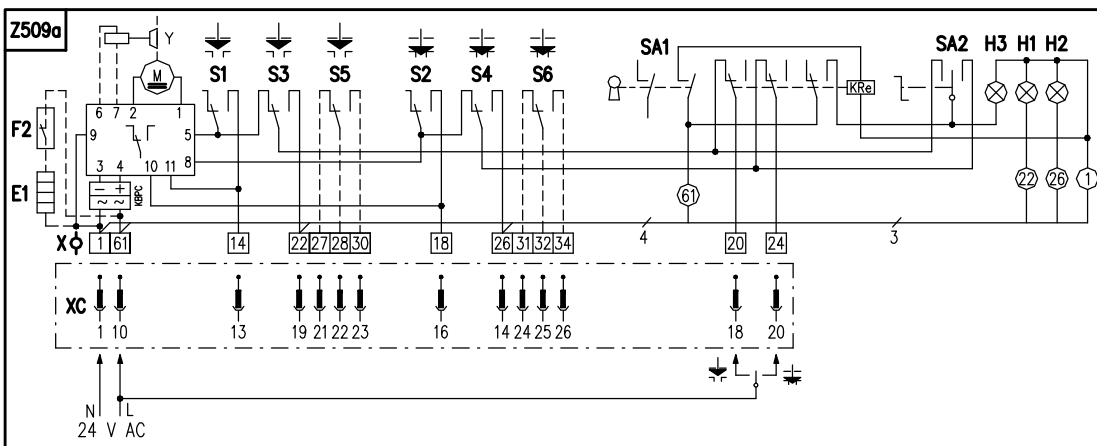 Z509a
Y
M
S1 S3 S5 S2 S4 S6 SA1 SA2 H3 H1 H2
KRe
6 7 2 1
F2
9 5
8
3 4 10 11
E1
− +
~ ~
KBPC
61 22 26 1
4 3
X 1 61 14 22 27 28 30 18 26 31 32 34 20 24
XC
1 10 13 19 21 22 23 16 14 24 25 26 18 20
N L
24 V AC